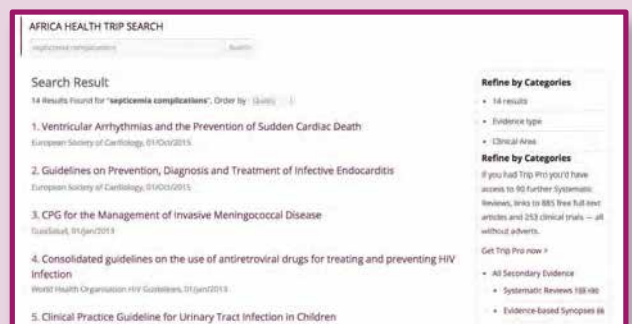 AFRICA HEALTH TRIP SEARCH
septicemia complications
Search
Search Result
14 Results Found for "septicemia complications", Order by : Quality
1. Ventricular Arrhythmias and the Prevention of Sudden Cardiac Death
European Society of Cardiology, 01/Oct/2015
2. Guidelines on Prevention, Diagnosis and Treatment of Infective Endocarditis
European Society of Cardiology, 01/Oct/2015
3. CPG for the Management of Invasive Meningococcal Disease
GuiaSalud, 01/Jan/2013
4. Consolidated guidelines on the use of antiretroviral drugs for treating and preventing HIV
Infection
World Health Organisation HIV Guidelines, 01/Jan/2013
5. Clinical Practice Guideline for Urinary Tract Infection in Children
Refine by Categories
14 results
Evidence type
Clinical Area
Refine by Categories
If you had Trip Pro you'd have
access to 90 further Systematic
Reviews, links to 885 free full-text
articles and 253 clinical trials — all
without adverts.
Get Trip Pro now >
All Secondary Evidence
Systematic Reviews
Evidence-based Synopses